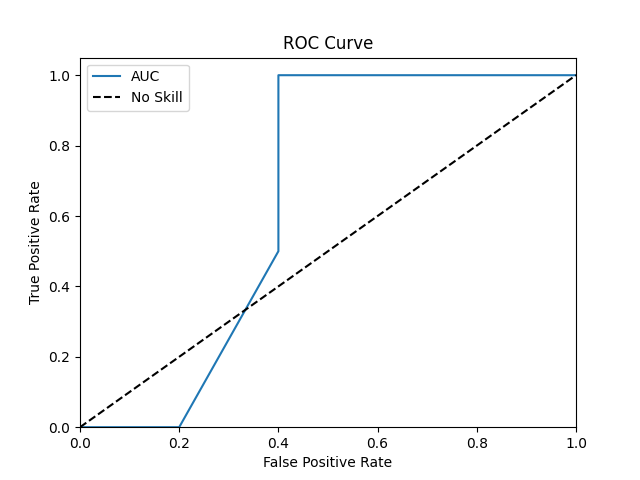 ROC Curve
AUC
No Skill
True Positive Rate
1.0
0.8
0.6
0.4
0.2
0.0
0.0 0.2 0.4 0.6 0.8 1.0
False Positive Rate